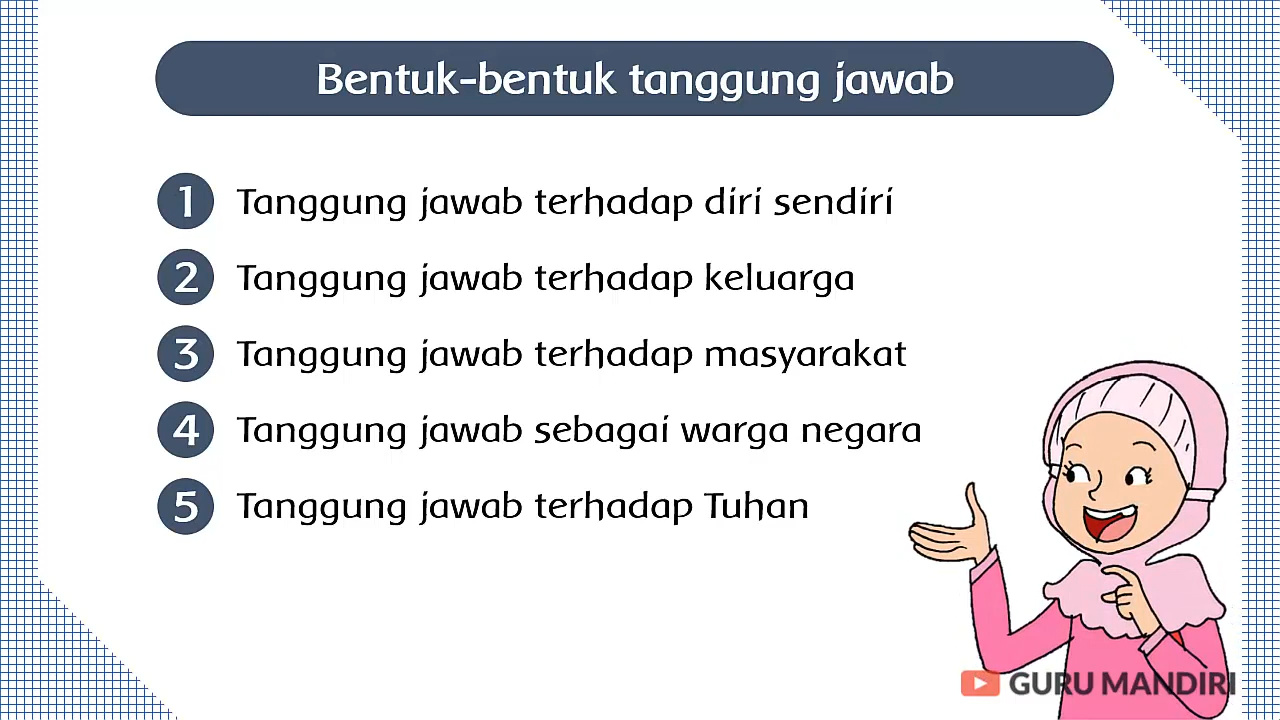 Bentuk-bentuk tanggung jawab
1 Tanggung jawab terhadap diri sendiri
2 Tanggung jawab terhadap keluarga
3 Tanggung jawab terhadap masyarakat
4 Tanggung jawab sebagai warga negara
5 Tanggung jawab terhadap Tuhan
GURU MANDIRI